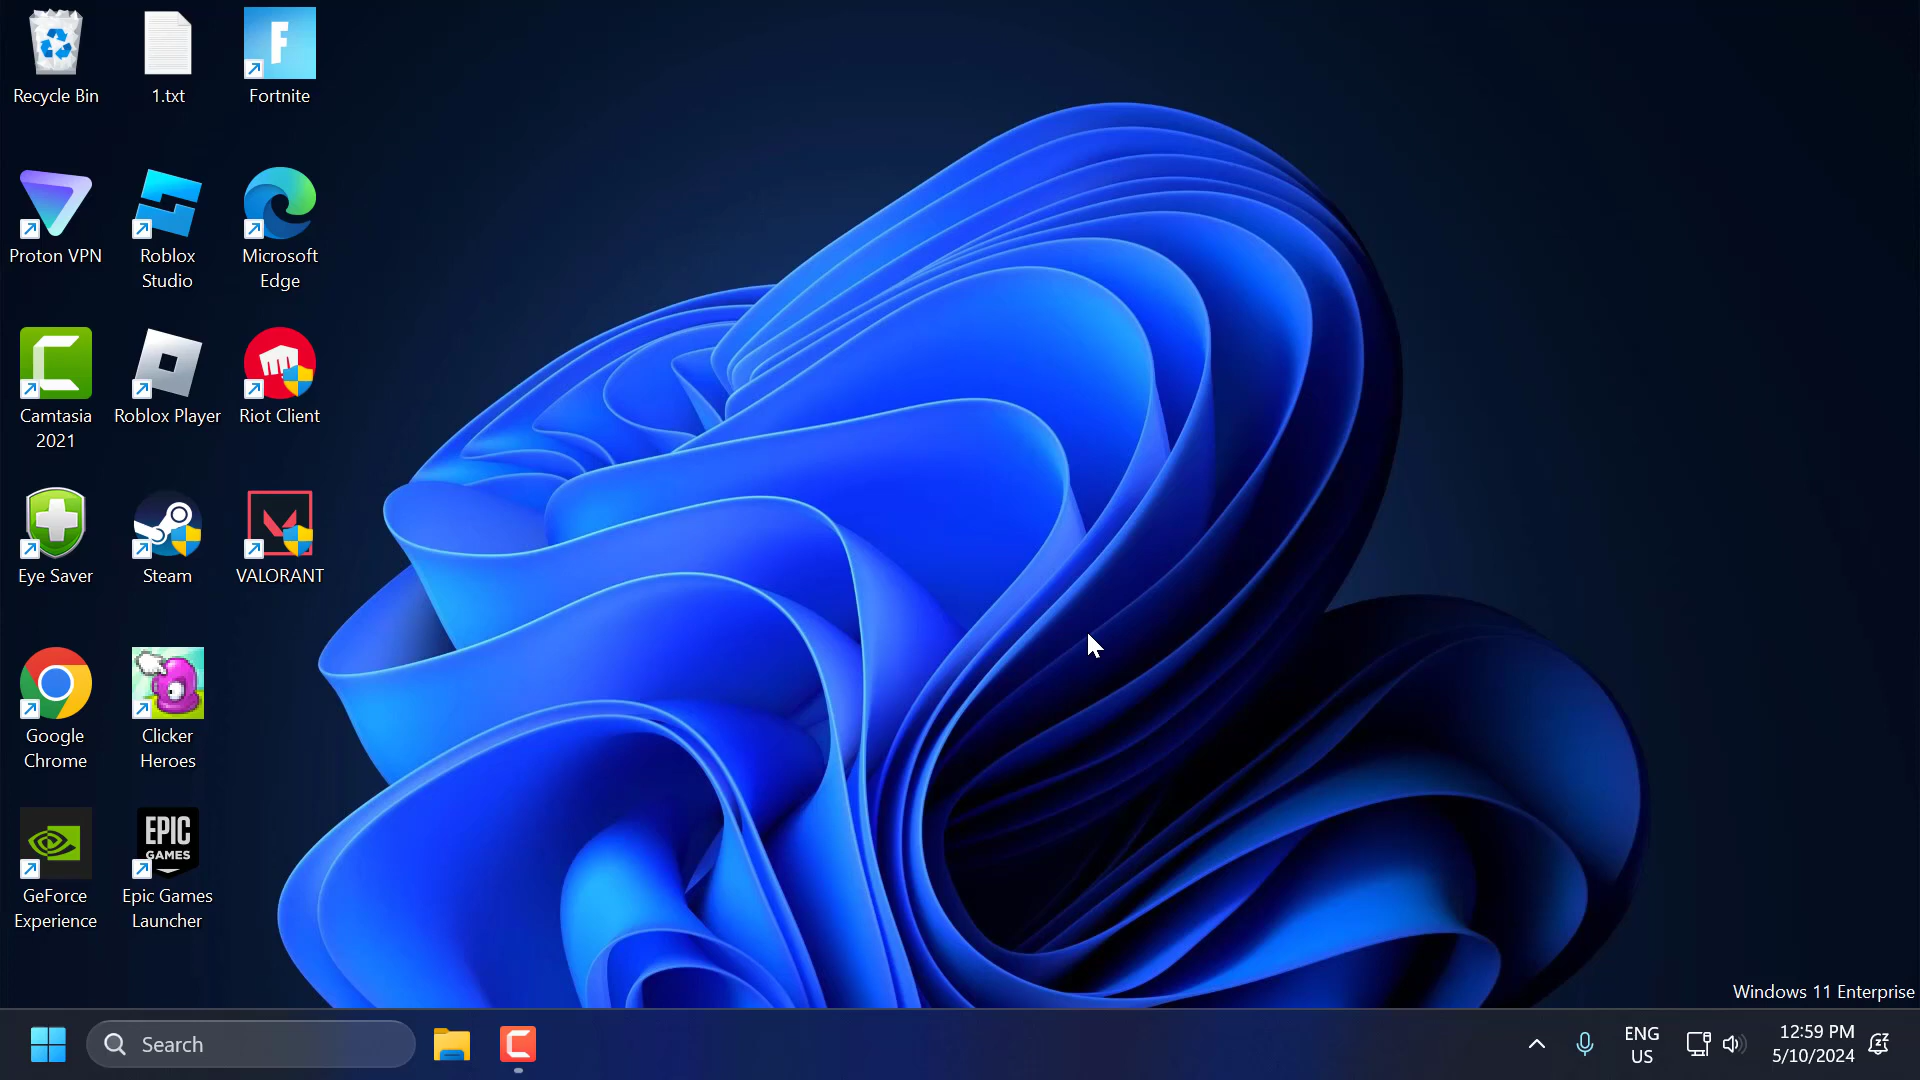 Recycle Bin
1.txt
F
Fortnite
Proton VPN
Roblox
Studio
Microsoft
Edge
Camtasia
2021
Roblox Player
Riot Client
Eye Saver
Steam
VALORANT
Google
Chrome
Clicker
Heroes
GeForce
Experience
EPIC
GAMES
Epic Games
Launcher
Windows 11 Enterprise
Search
ENG
US
12:59 PM
5/10/2024